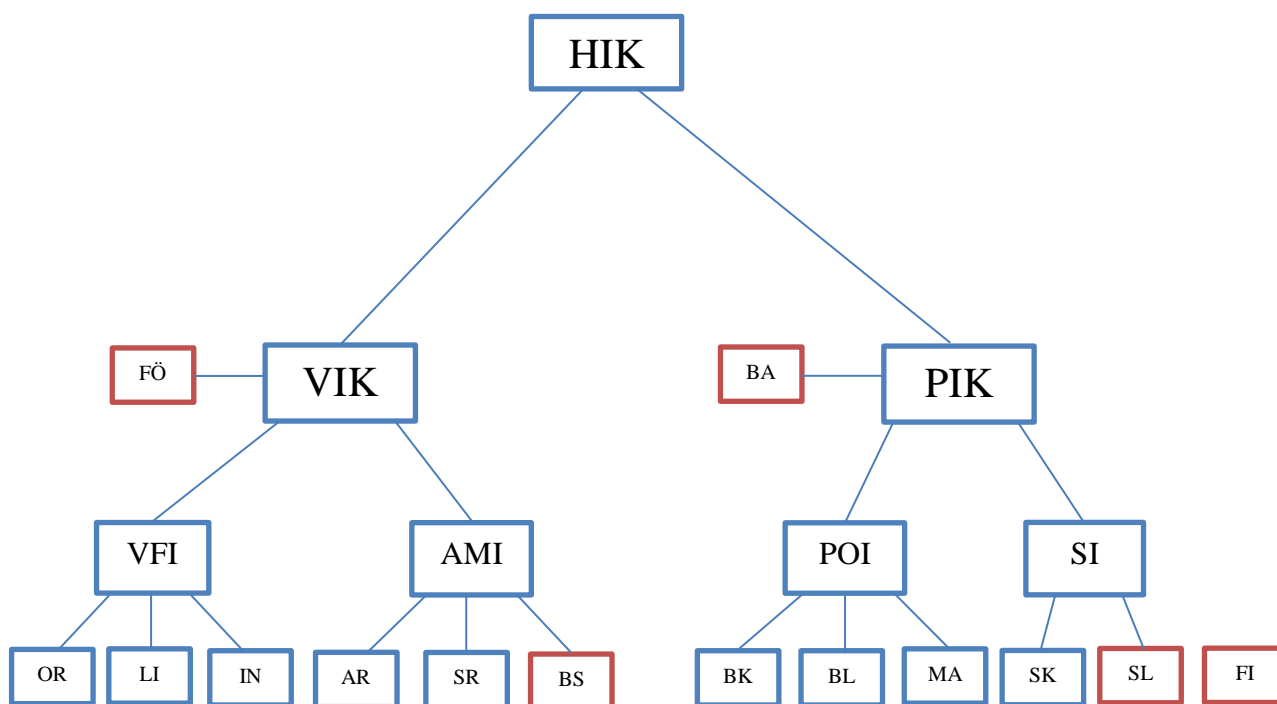 HIK
FÖ
VIK
BA
PIK
VFI
AMI
POI
SI
OR
LI
IN
AR
SR
BS
BK
BL
MA
SK
SL
FI